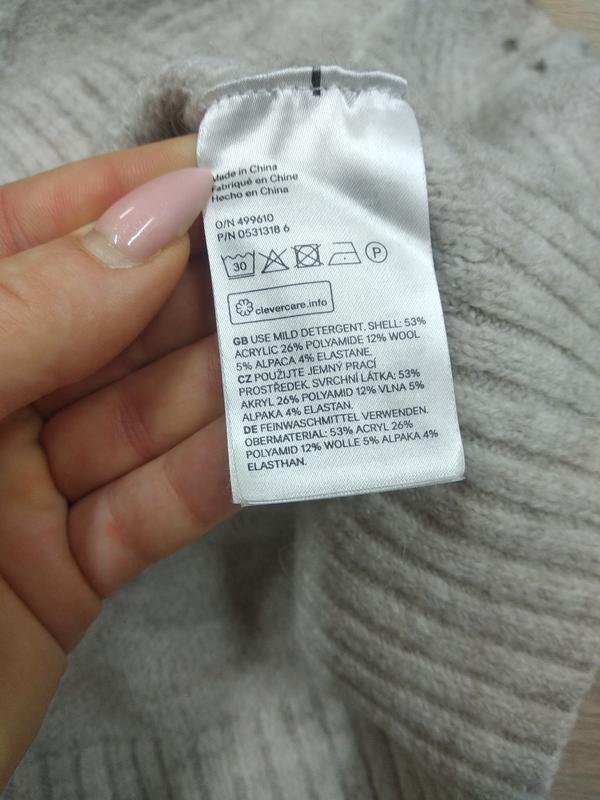 Made in China
Fabriqué en Chine
Hecho en China
O/N 499610
P/N 0531318 6
30
P
clevercare.info
GB USE MILD DETERGENT. SHELL: 53%
ACRYLIC 26% POLYAMIDE 12% WOOL
5% ALPACA 4% ELASTANE.
CZ POUŽIJTE JEMNÝ PRACÍ
PROSTŘEDEK. SVRCHNÍ LÁTKA: 53%
AKRYL 26% POLYAMID 12% VLNA 5%
ALPAKA 4% ELASTAN.
DE FEINWASCHMITTEL VERWENDEN.
OBERMATERIAL: 53% ACRYL 26%
POLYAMID 12% WOLLE 5% ALPAKA 4%
ELASTHAN.